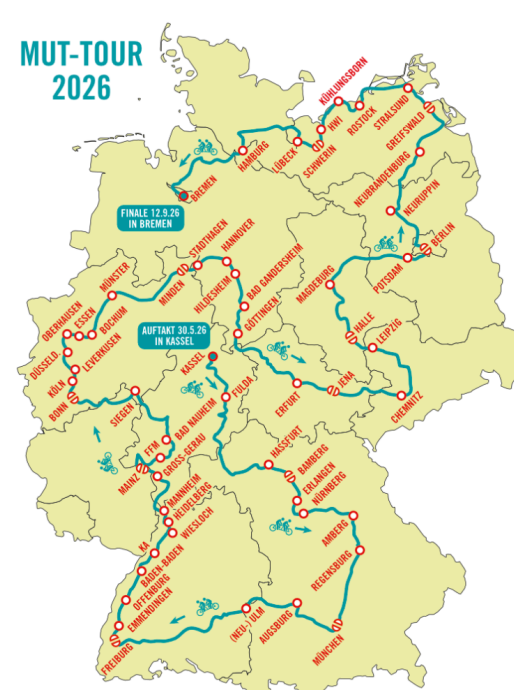 MUT-TOUR
2026
KÜHLUNGSBORN
HWI
ROSTOCK
STRALSUND
GREIFSWALD
HAMBURG
LÜBECK
SCHWERIN
NEUBRANDENBURG
BREMEN
FINALE 12.9.26
IN BREMEN
NEURUPPIN
BERLIN
POTSDAM
STADTHAGEN
HANNOVER
MINDEN
HILDESHEIM
BAD GANDERSHEIM
GÖTTINGEN
MAGDEBURG
MÜNSTER
OBERHAUSEN
ESSEN
BOCHUM
AUFTAKT 30.5.26
IN KASSEL
KASSEL
HALLE
LEIPZIG
DÜSSELD.
LEVERKUSEN
KÖLN
BONN
SIEGEN
FULDA
ERFURT
JENA
CHEMNITZ
BAD NAUHEIM
FFM
GROSS-GERAU
MAINZ
HASSFURT
BAMBERG
ERLANGEN
NÜRNBERG
MANNHEIM
HEIDELBERG
WIESLOCH
AMBERG
KA
BADEN-BADEN
OFFENBURG
EMMENDINGEN
FREIBURG
REGENSBURG
(NEU-) ULM
AUGSBURG
MÜNCHEN